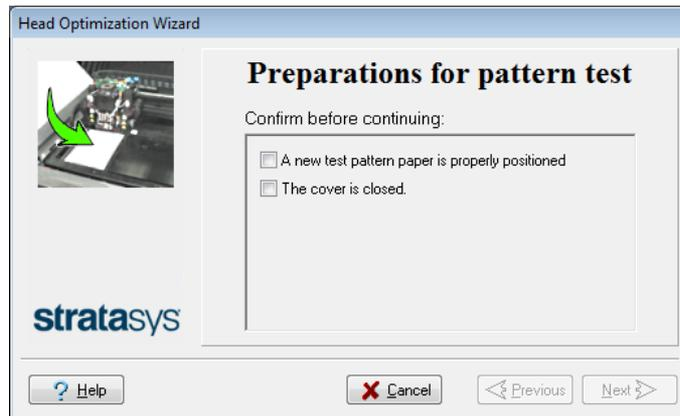 Head Optimization Wizard
Preparations for pattern test
Confirm before continuing:
A new test pattern paper is properly positioned
The cover is closed.
stratasys
? Help
Cancel
Previous
Next